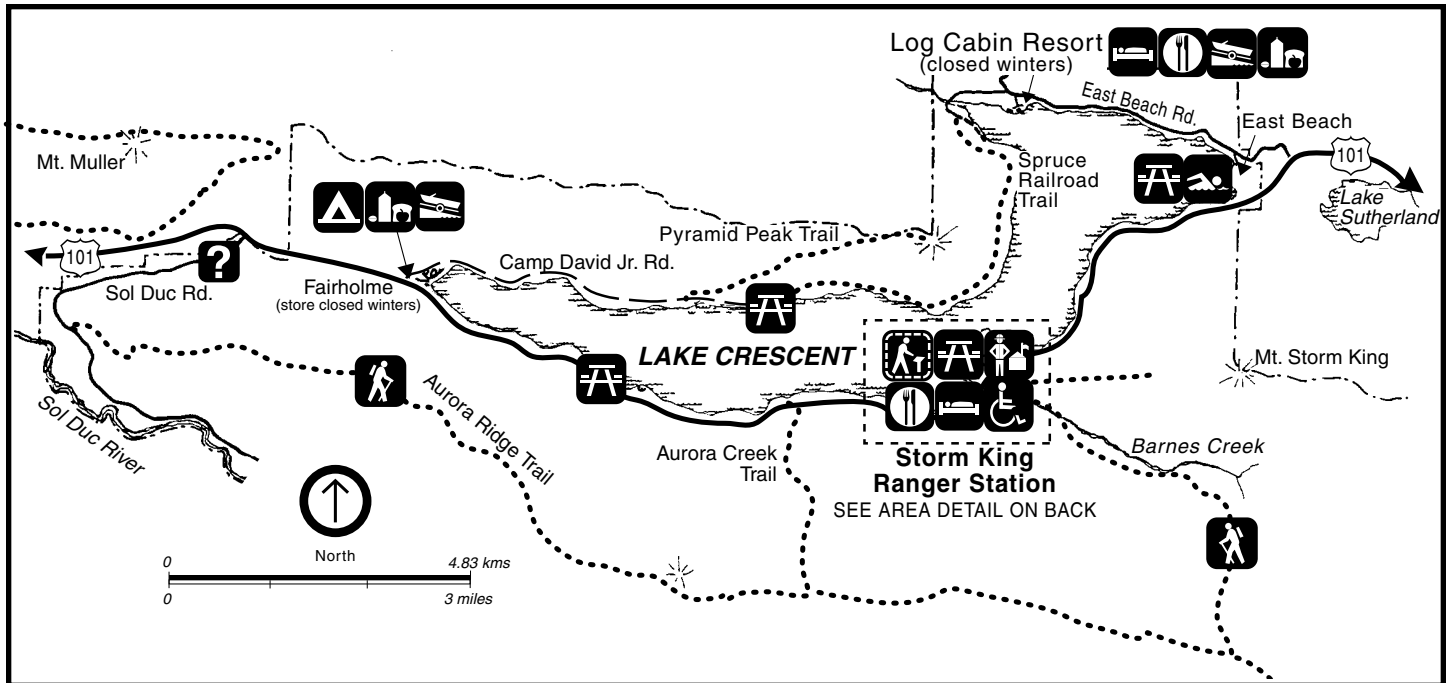 Log Cabin Resort
(closed winters)
East Beach Rd.
East Beach
101
Mt. Muller
Spruce
Railroad
Trail
Lake
Sutherland
Pyramid Peak Trail
101
?
Camp David Jr. Rd.
Sol Duc Rd.
Fairholme
(store closed winters)
LAKE CRESCENT
Mt. Storm King
Aurora Ridge Trail
Sol Duc River
Aurora Creek
Trail
Barnes Creek
Storm King
Ranger Station
SEE AREA DETAIL ON BACK
North
0
4.83 kms
0
3 miles